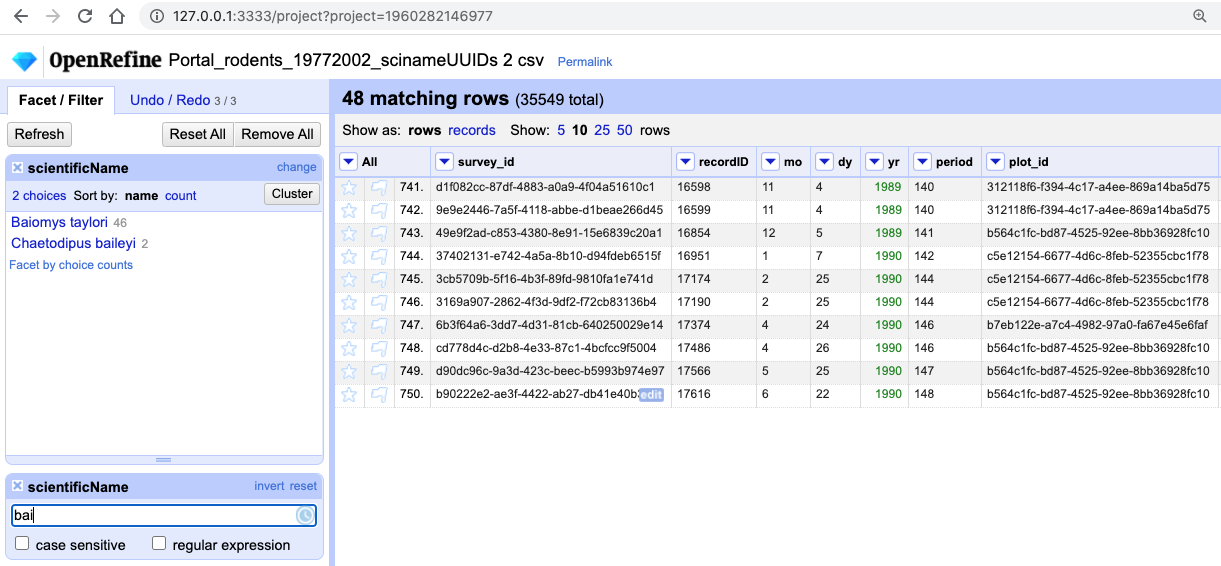 127.0.0.1:3333/project?project=1960282146977
OpenRefine Portal_rodents_19772002_scinameUUIDs 2 csv Permalink
Facet / Filter Undo / Redo 3 / 3
Refresh Reset All Remove All
scientificName change
2 choices Sort by: name count Cluster
Baiomys taylori 46
Chaetodipus baileyi 2
Facet by choice counts
scientificName invert reset
bai
case sensitive regular expression
48 matching rows (35549 total)
Show as: rows records Show: 5 10 25 50 rows
All survey_id recordID mo dy yr period plot_id
741. d1f082cc-87df-4883-a0a9-4f04a51610c1 16598 11 4 1989 140 312118f6-f394-4c17-a4ee-869a14ba5d75
742. 9e9e2446-7a5f-4118-abbe-d1beae266d45 16599 11 4 1989 140 312118f6-f394-4c17-a4ee-869a14ba5d75
743. 49e9f2ad-c853-4380-8e91-15e6839c20a1 16854 12 5 1989 141 b564c1fc-bd87-4525-92ee-8bb36928fc10
744. 37402131-e742-4a5a-8b10-d94fdeb6515f 16951 1 7 1990 142 c5e12154-6677-4d6c-8feb-52355cbc1f78
745. 3cb5709b-5f16-4b3f-89fd-9810fa1e741d 17174 2 25 1990 144 c5e12154-6677-4d6c-8feb-52355cbc1f78
746. 3169a907-2862-4f3d-9df2-f72cb83136b4 17190 2 25 1990 144 c5e12154-6677-4d6c-8feb-52355cbc1f78
747. 6b3f64a6-3dd7-4d31-81cb-640250029e14 17374 4 24 1990 146 b7eb122e-a7c4-4982-97a0-fa67e45e6faf
748. cd778d4c-d2b8-4e33-87c1-4bcfcc9f5004 17486 4 26 1990 146 b564c1fc-bd87-4525-92ee-8bb36928fc10
749. d90dc96c-9a3d-423c-beec-b5993b974e97 17566 5 25 1990 147 b564c1fc-bd87-4525-92ee-8bb36928fc10
750. b90222e2-ae3f-4422-ab27-db41e40b edit 17616 6 22 1990 148 b564c1fc-bd87-4525-92ee-8bb36928fc10